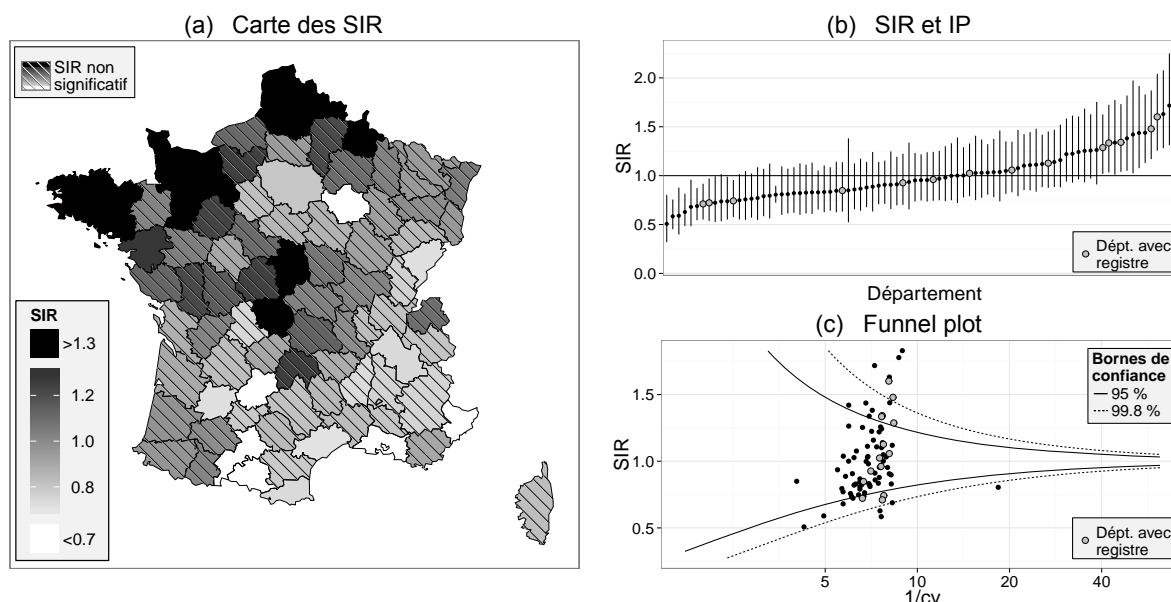 (a) Carte des SIR
SIR non
significatif
SIR
>1.3
1.2
1.0
0.8
<0.7
(b) SIR et IP
SIR
2.0
1.5
1.0
0.5
0.0
Dépt. avec
registre
Département
(c) Funnel plot
SIR
1.5
1.0
0.5
Bornes de
confiance
95 %
99.8 %
Dépt. avec
registre
5 10 20 40
1/cv